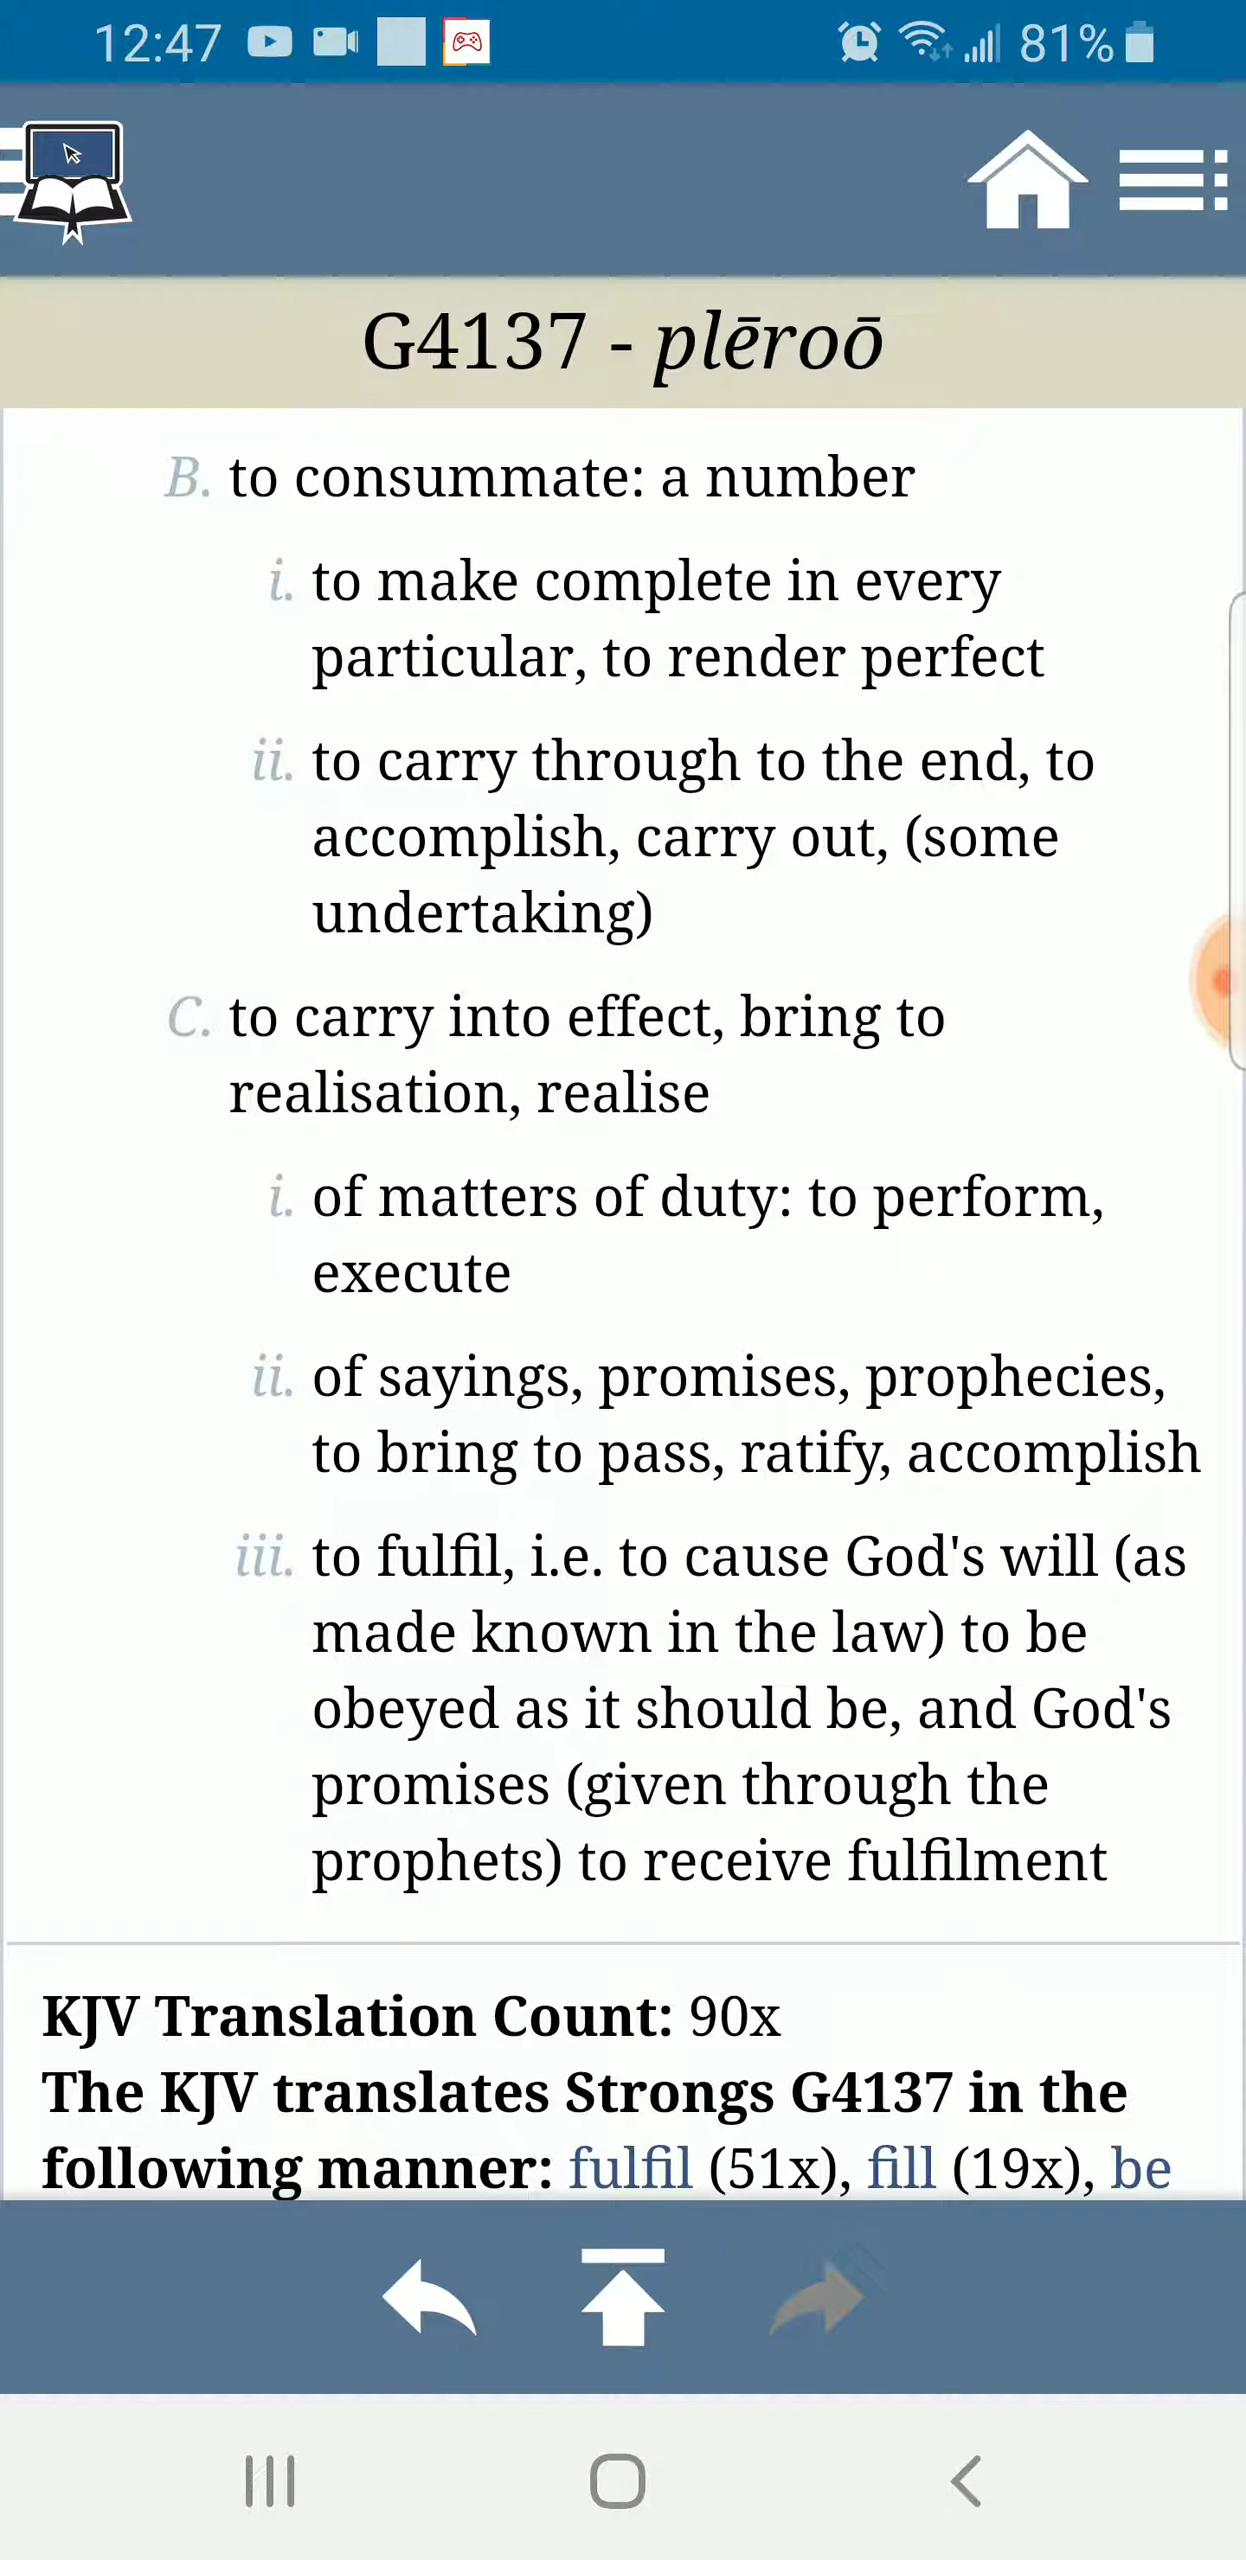 12:47 81%
G4137 - plēroō
B. to consummate: a number
i. to make complete in every
particular, to render perfect
ii. to carry through to the end, to
accomplish, carry out, (some
undertaking)
C. to carry into effect, bring to
realisation, realise
i. of matters of duty: to perform,
execute
ii. of sayings, promises, prophecies,
to bring to pass, ratify, accomplish
iii. to fulfil, i.e. to cause God's will (as
made known in the law) to be
obeyed as it should be, and God's
promises (given through the
prophets) to receive fulfilment
KJV Translation Count: 90x
The KJV translates Strongs G4137 in the
following manner: fulfil (51x), fill (19x), be